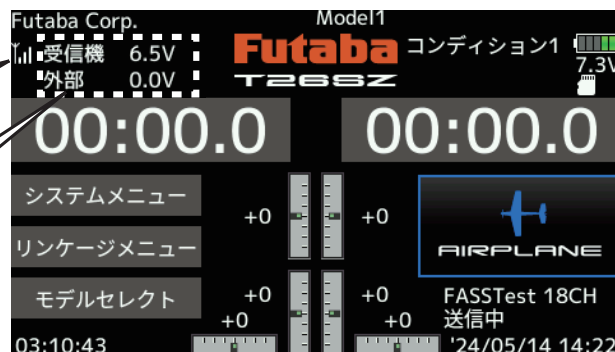 Futaba Corp. Model1
受信機 6.5V Futaba コンディション1
外部 0.0V T26SZ 7.3V
00:00.0 00:00.0
システムメニュー
+0 +0
リンケージメニュー AIRPLANE
モデルセレクト +0 +0 FASSTest 18CH
+0 +0 送信中
03:10:43 '24/05/14 14:22